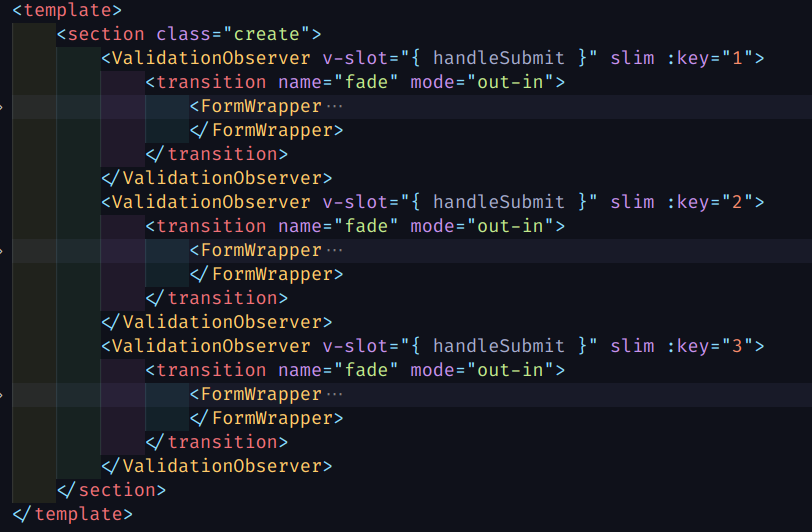 <template>
<section class="create">
<ValidationObserver v-slot="{ handleSubmit }" slim :key="1">
<transition name="fade" mode="out-in">
<FormWrapper···
</FormWrapper>
</transition>
</ValidationObserver>
<ValidationObserver v-slot="{ handleSubmit }" slim :key="2">
<transition name="fade" mode="out-in">
<FormWrapper···
</FormWrapper>
</transition>
</ValidationObserver>
<ValidationObserver v-slot="{ handleSubmit }" slim :key="3">
<transition name="fade" mode="out-in">
<FormWrapper···
</FormWrapper>
</transition>
</ValidationObserver>
</section>
</template>